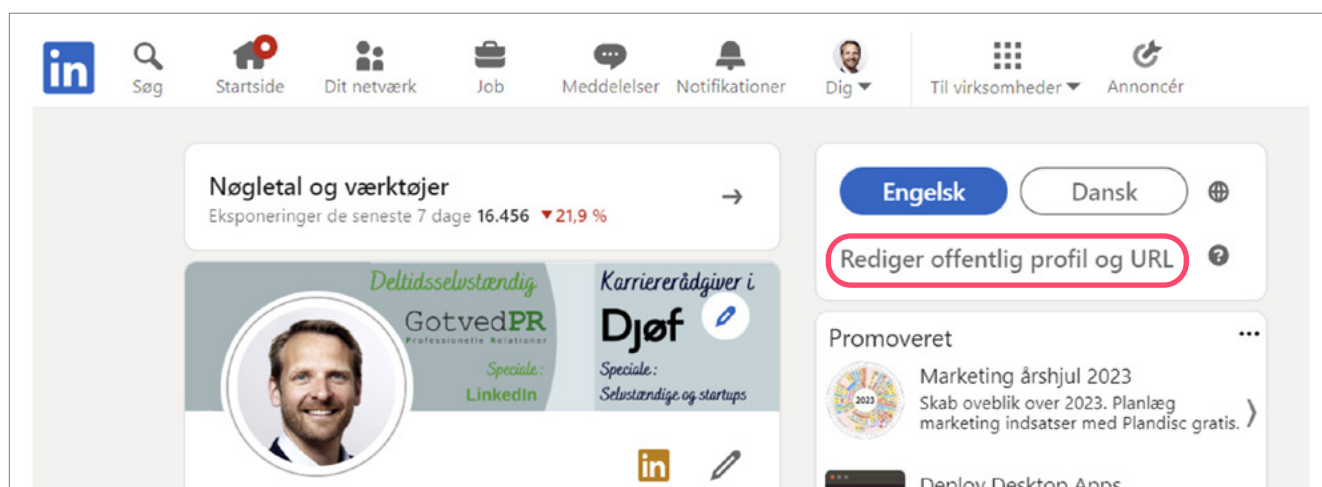 in
Søg
Startside
Dit netværk
Job
Meddelelser
Notifikationer
Dig
Til virksomheder
Annoncér
Nøgletal og værktøjer
Eksponeringer de seneste 7 dage 16.456 ▼21,9 %
→
Engelsk
Dansk
Rediger offentlig profil og URL
?
Deltidsselvstændig
GotvedPR
Professionelle Relationer
Speciale:
LinkedIn
Karriererådgiver i
Djøf
Speciale:
Selvstændige og startups
in
Promoveret
...
2023
Marketing årshjul 2023
Skab oveblik over 2023. Planlæg
marketing indsatser med Plandisc gratis.
Deploy Desktop Apps